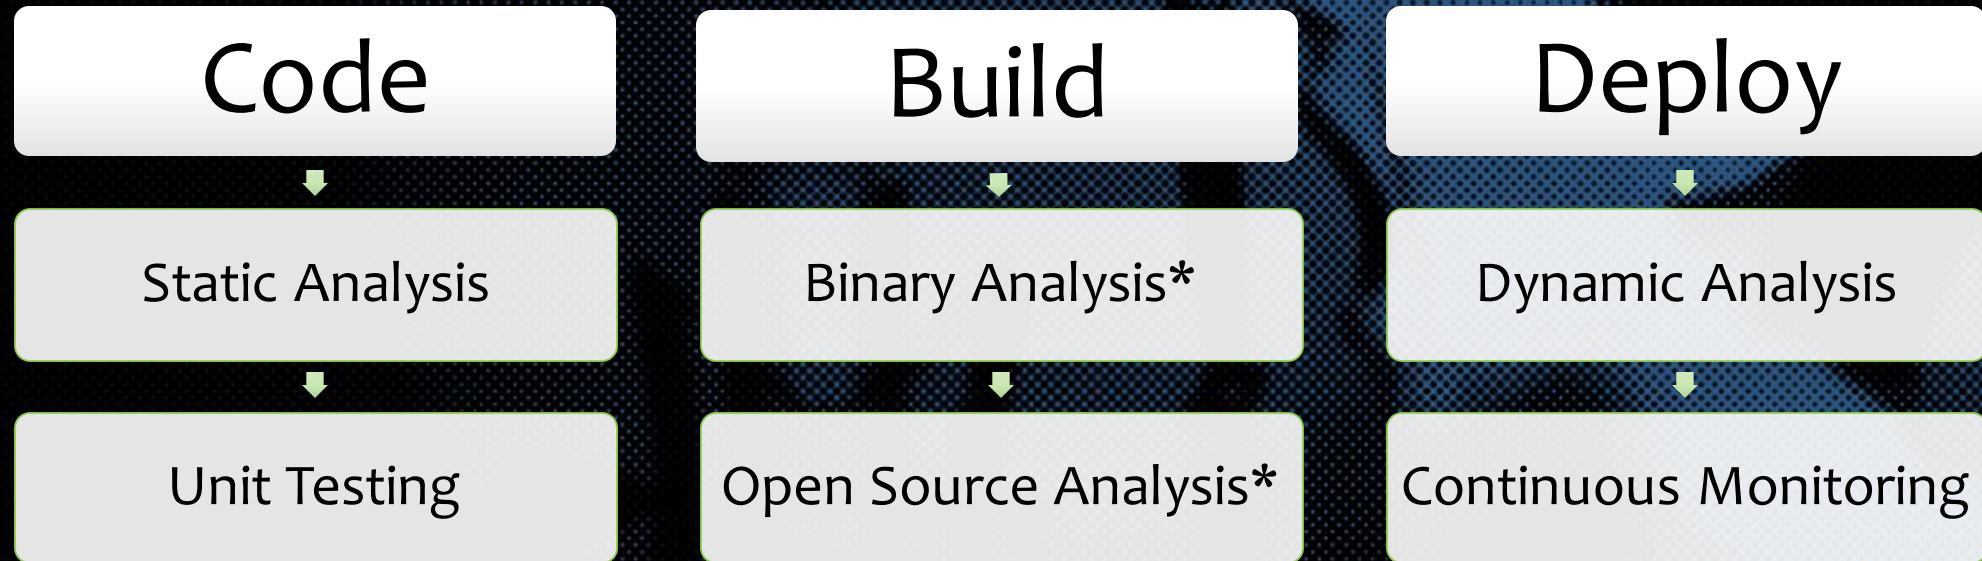 Code
Static Analysis
Unit Testing
Build
Binary Analysis*
Open Source Analysis*
Deploy
Dynamic Analysis
Continuous Monitoring